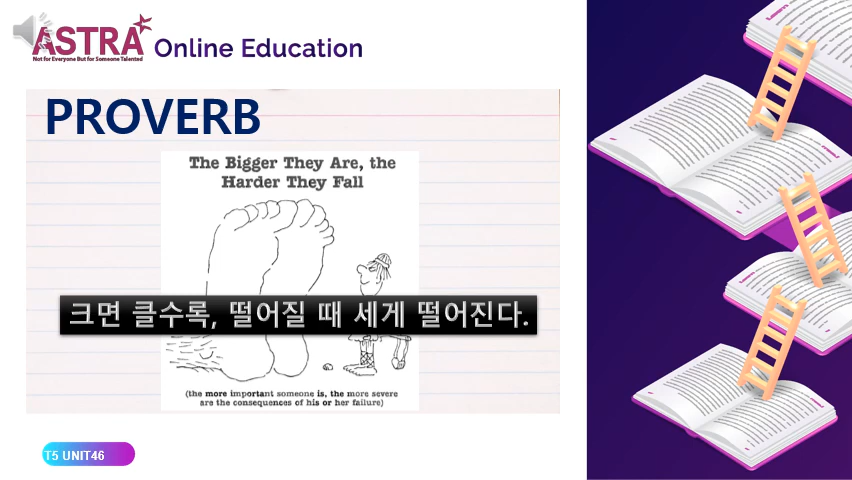 ASTRA
Not for Everyone But for Someone Talented
Online Education
PROVERB
The Bigger They Are, the
Harder They Fall
크면 클수록, 떨어질 때 세게 떨어진다.
(the more important someone is, the more severe
are the consequences of his or her failure)
T5 UNIT46